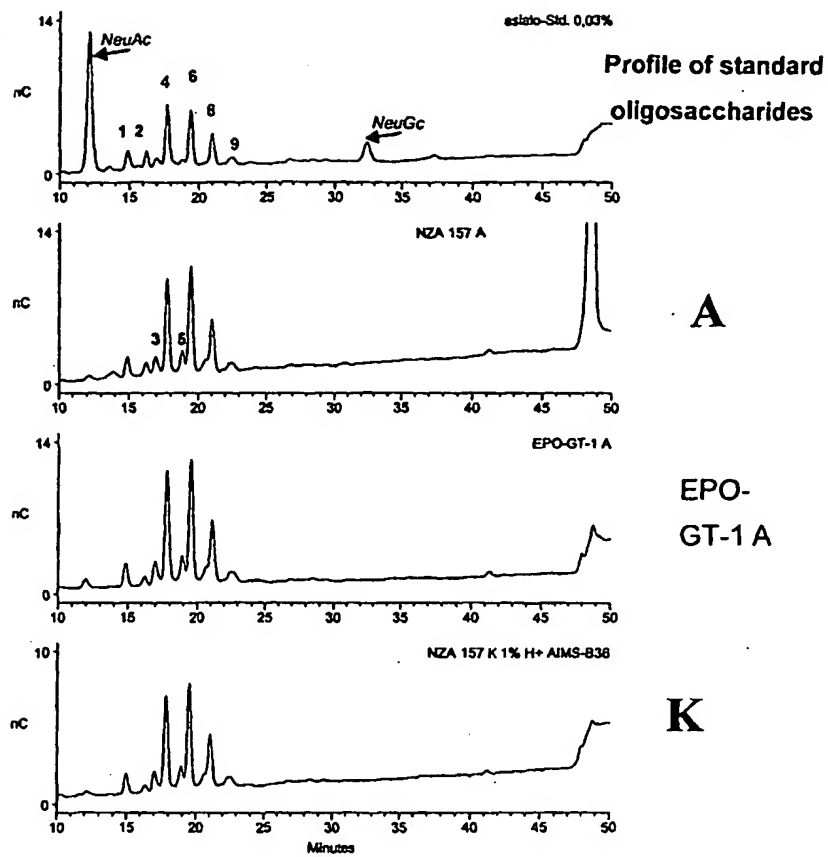 14
NeuAc
asialo-Std. 0,03%
Profile of standard
oligosaccharides
nC
1 2 4 6 8 9
NeuGc
0
10 15 20 25 30 35 40 45 50
14
NZA 157 A
nC
A
3 5
0
10 15 20 25 30 35 40 45 50
14
EPO-GT-1 A
nC
EPO-
GT-1 A
0
10 15 20 25 30 35 40 45 50
10
NZA 157 K 1% H+ AIMS-B36
nC
K
0
10 15 20 25 30 35 40 45 50
Minutes